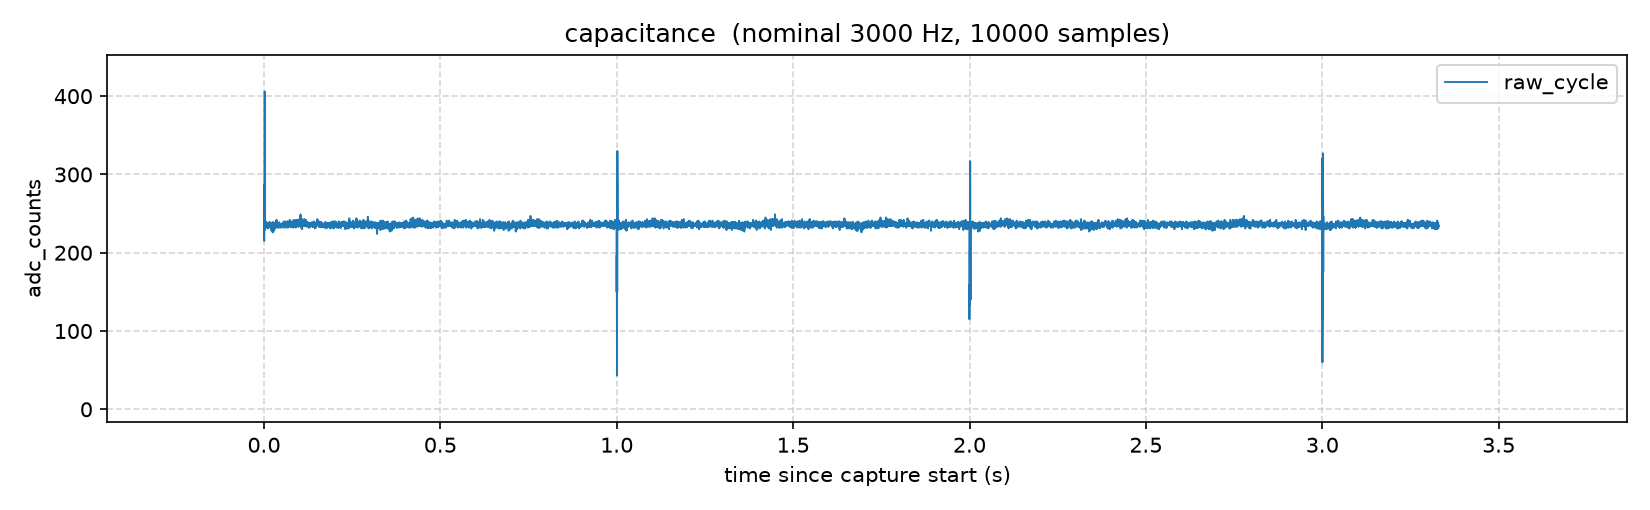 capacitance  (nominal 3000 Hz, 10000 samples)
raw_cycle
adc_counts
400
300
200
100
0
0.0 0.5 1.0 1.5 2.0 2.5 3.0 3.5
time since capture start (s)